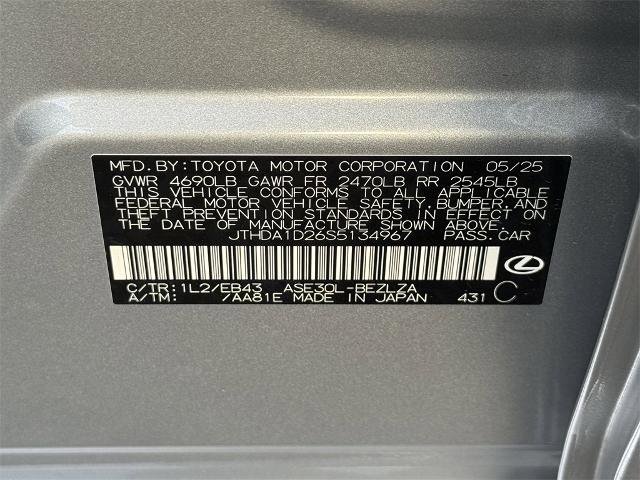 MFD.BY:TOYOTA MOTOR CORPORATION 05/25
GVWR 4690LB GAWR FR 2470LB RR 2545LB
THIS VEHICLE CONFORMS TO ALL APPLICABLE
FEDERAL MOTOR VEHICLE SAFETY,BUMPER,AND
THEFT PREVENTION STANDARDS IN EFFECT ON
THE DATE OF MANUFACTURE SHOWN ABOVE.
JTHDA1D26S5134967 PASS.CAR
C/TR:1L2/EB43 ASE30L-BEZLZA
A/TM: /AA81E MADE IN JAPAN 431 C